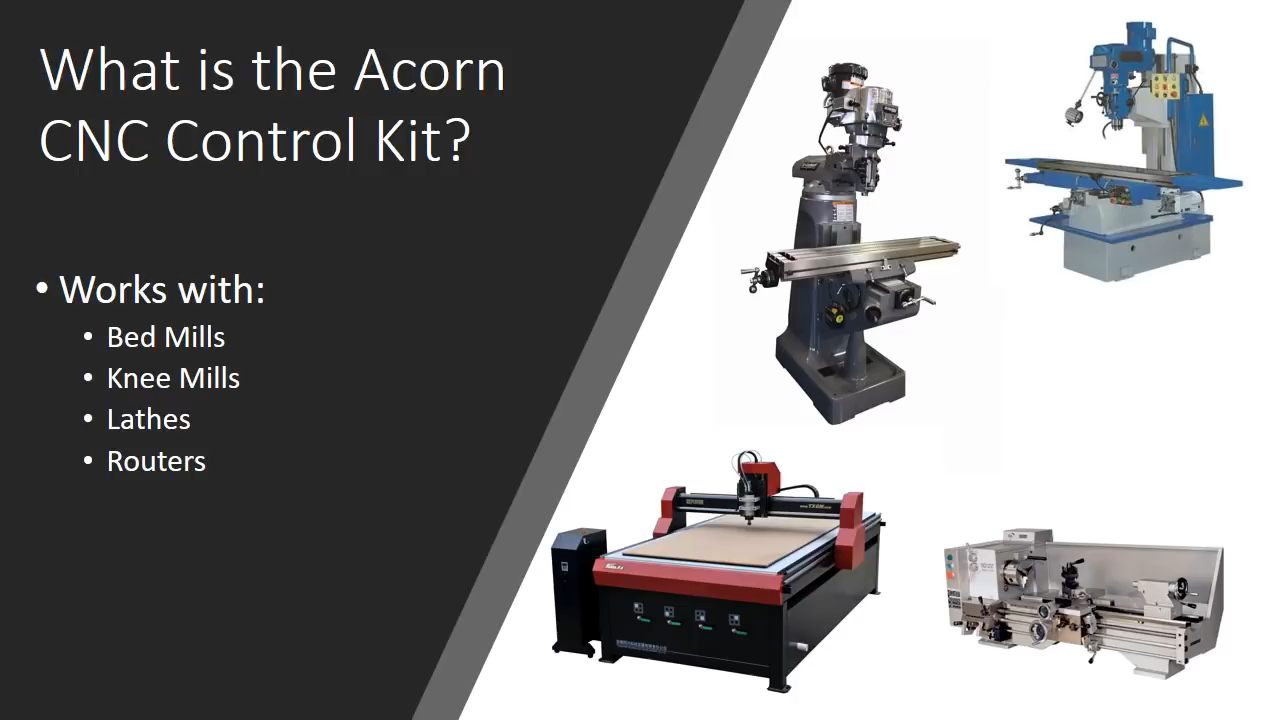 What is the Acorn
CNC Control Kit?
• Works with:
• Bed Mills
• Knee Mills
• Lathes
• Routers